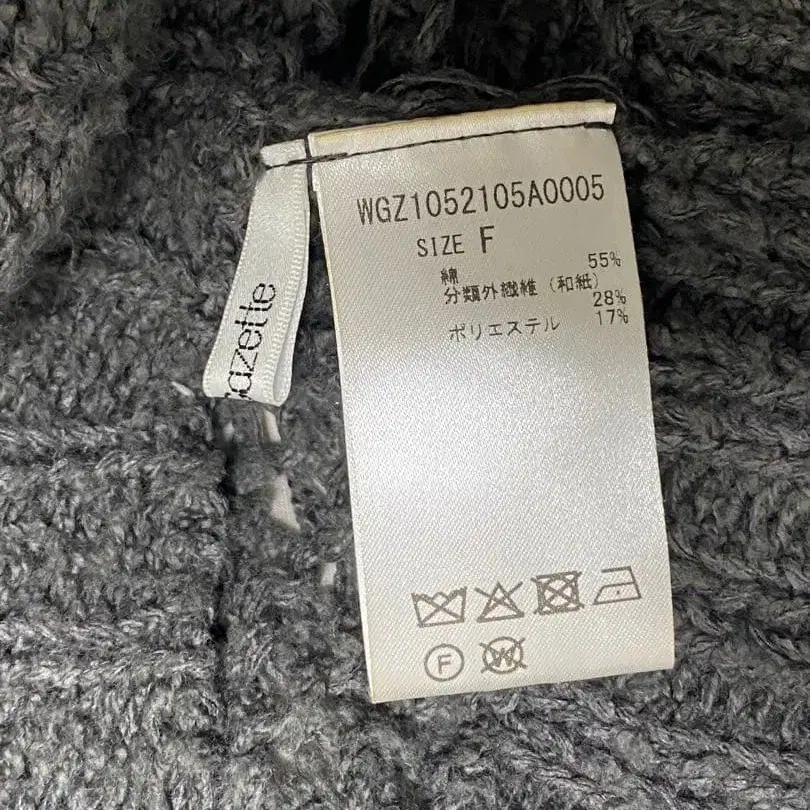 WGZ1052105A0005
SIZE F
綿 55%
分類外繊維(和紙) 28%
ポリエステル 17%
Gazette
F
W